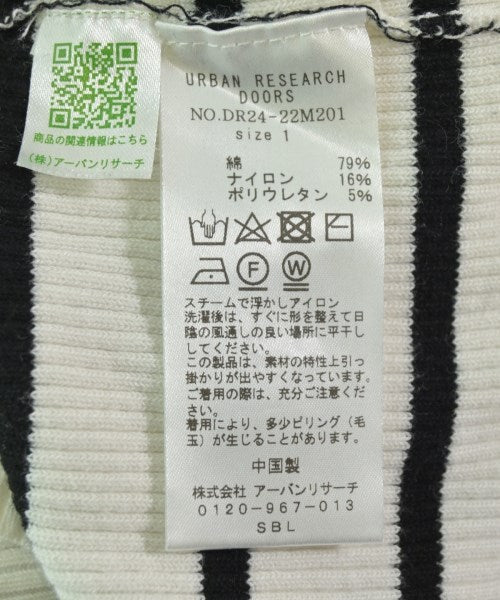 商品の関連情報はこちら
(株)アーバンリサーチ
URBAN RESEARCH
DOORS
NO.DR24-22M201
size 1
綿 79%
ナイロン 16%
ポリウレタン 5%
F W
スチームで浮かしアイロン
洗濯後は、すぐに形を整えて日
陰の風通しの良い場所に平干し
してください。
この製品は、素材の特性上引っ
掛かりが出やすくなっています。
ご着用の際は、充分ご注意くだ
さい。
着用により、多少ピリング(毛
玉)が生じることがあります。
中国製
株式会社 アーバンリサーチ
0120-967-013
SBL